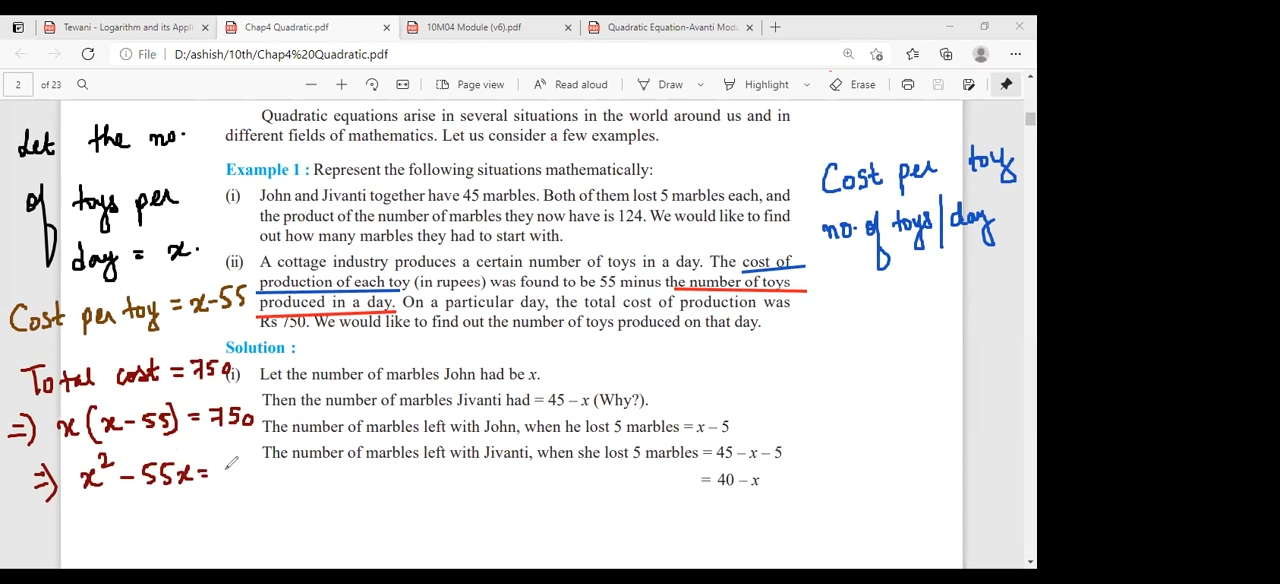 Tewani - Logarithm and its Appli
Chap4 Quadratic.pdf
10M04 Module (v6).pdf
Quadratic Equation-Avanti Mod
File
D:/ashish/10th/Chap4%20Quadratic.pdf
2 of 23
Page view
Read aloud
Draw
Highlight
Erase
Quadratic equations arise in several situations in the world around us and in
different fields of mathematics. Let us consider a few examples.
Example 1 : Represent the following situations mathematically:
(i) John and Jivanti together have 45 marbles. Both of them lost 5 marbles each, and
the product of the number of marbles they now have is 124. We would like to find
out how many marbles they had to start with.
(ii) A cottage industry produces a certain number of toys in a day. The cost of
production of each toy (in rupees) was found to be 55 minus the number of toys
produced in a day. On a particular day, the total cost of production was
Rs 750. We would like to find out the number of toys produced on that day.
Solution :
(i) Let the number of marbles John had be x.
Then the number of marbles Jivanti had = 45 – x (Why?).
The number of marbles left with John, when he lost 5 marbles = x – 5
The number of marbles left with Jivanti, when she lost 5 marbles = 45 – x – 5
= 40 – x
Let the no.
of toys per
day = x.
Cost per toy = x-55
Total cost = 750
=> x(x-55) = 750
=> x² - 55x =
Cost per toy
no. of toys | day